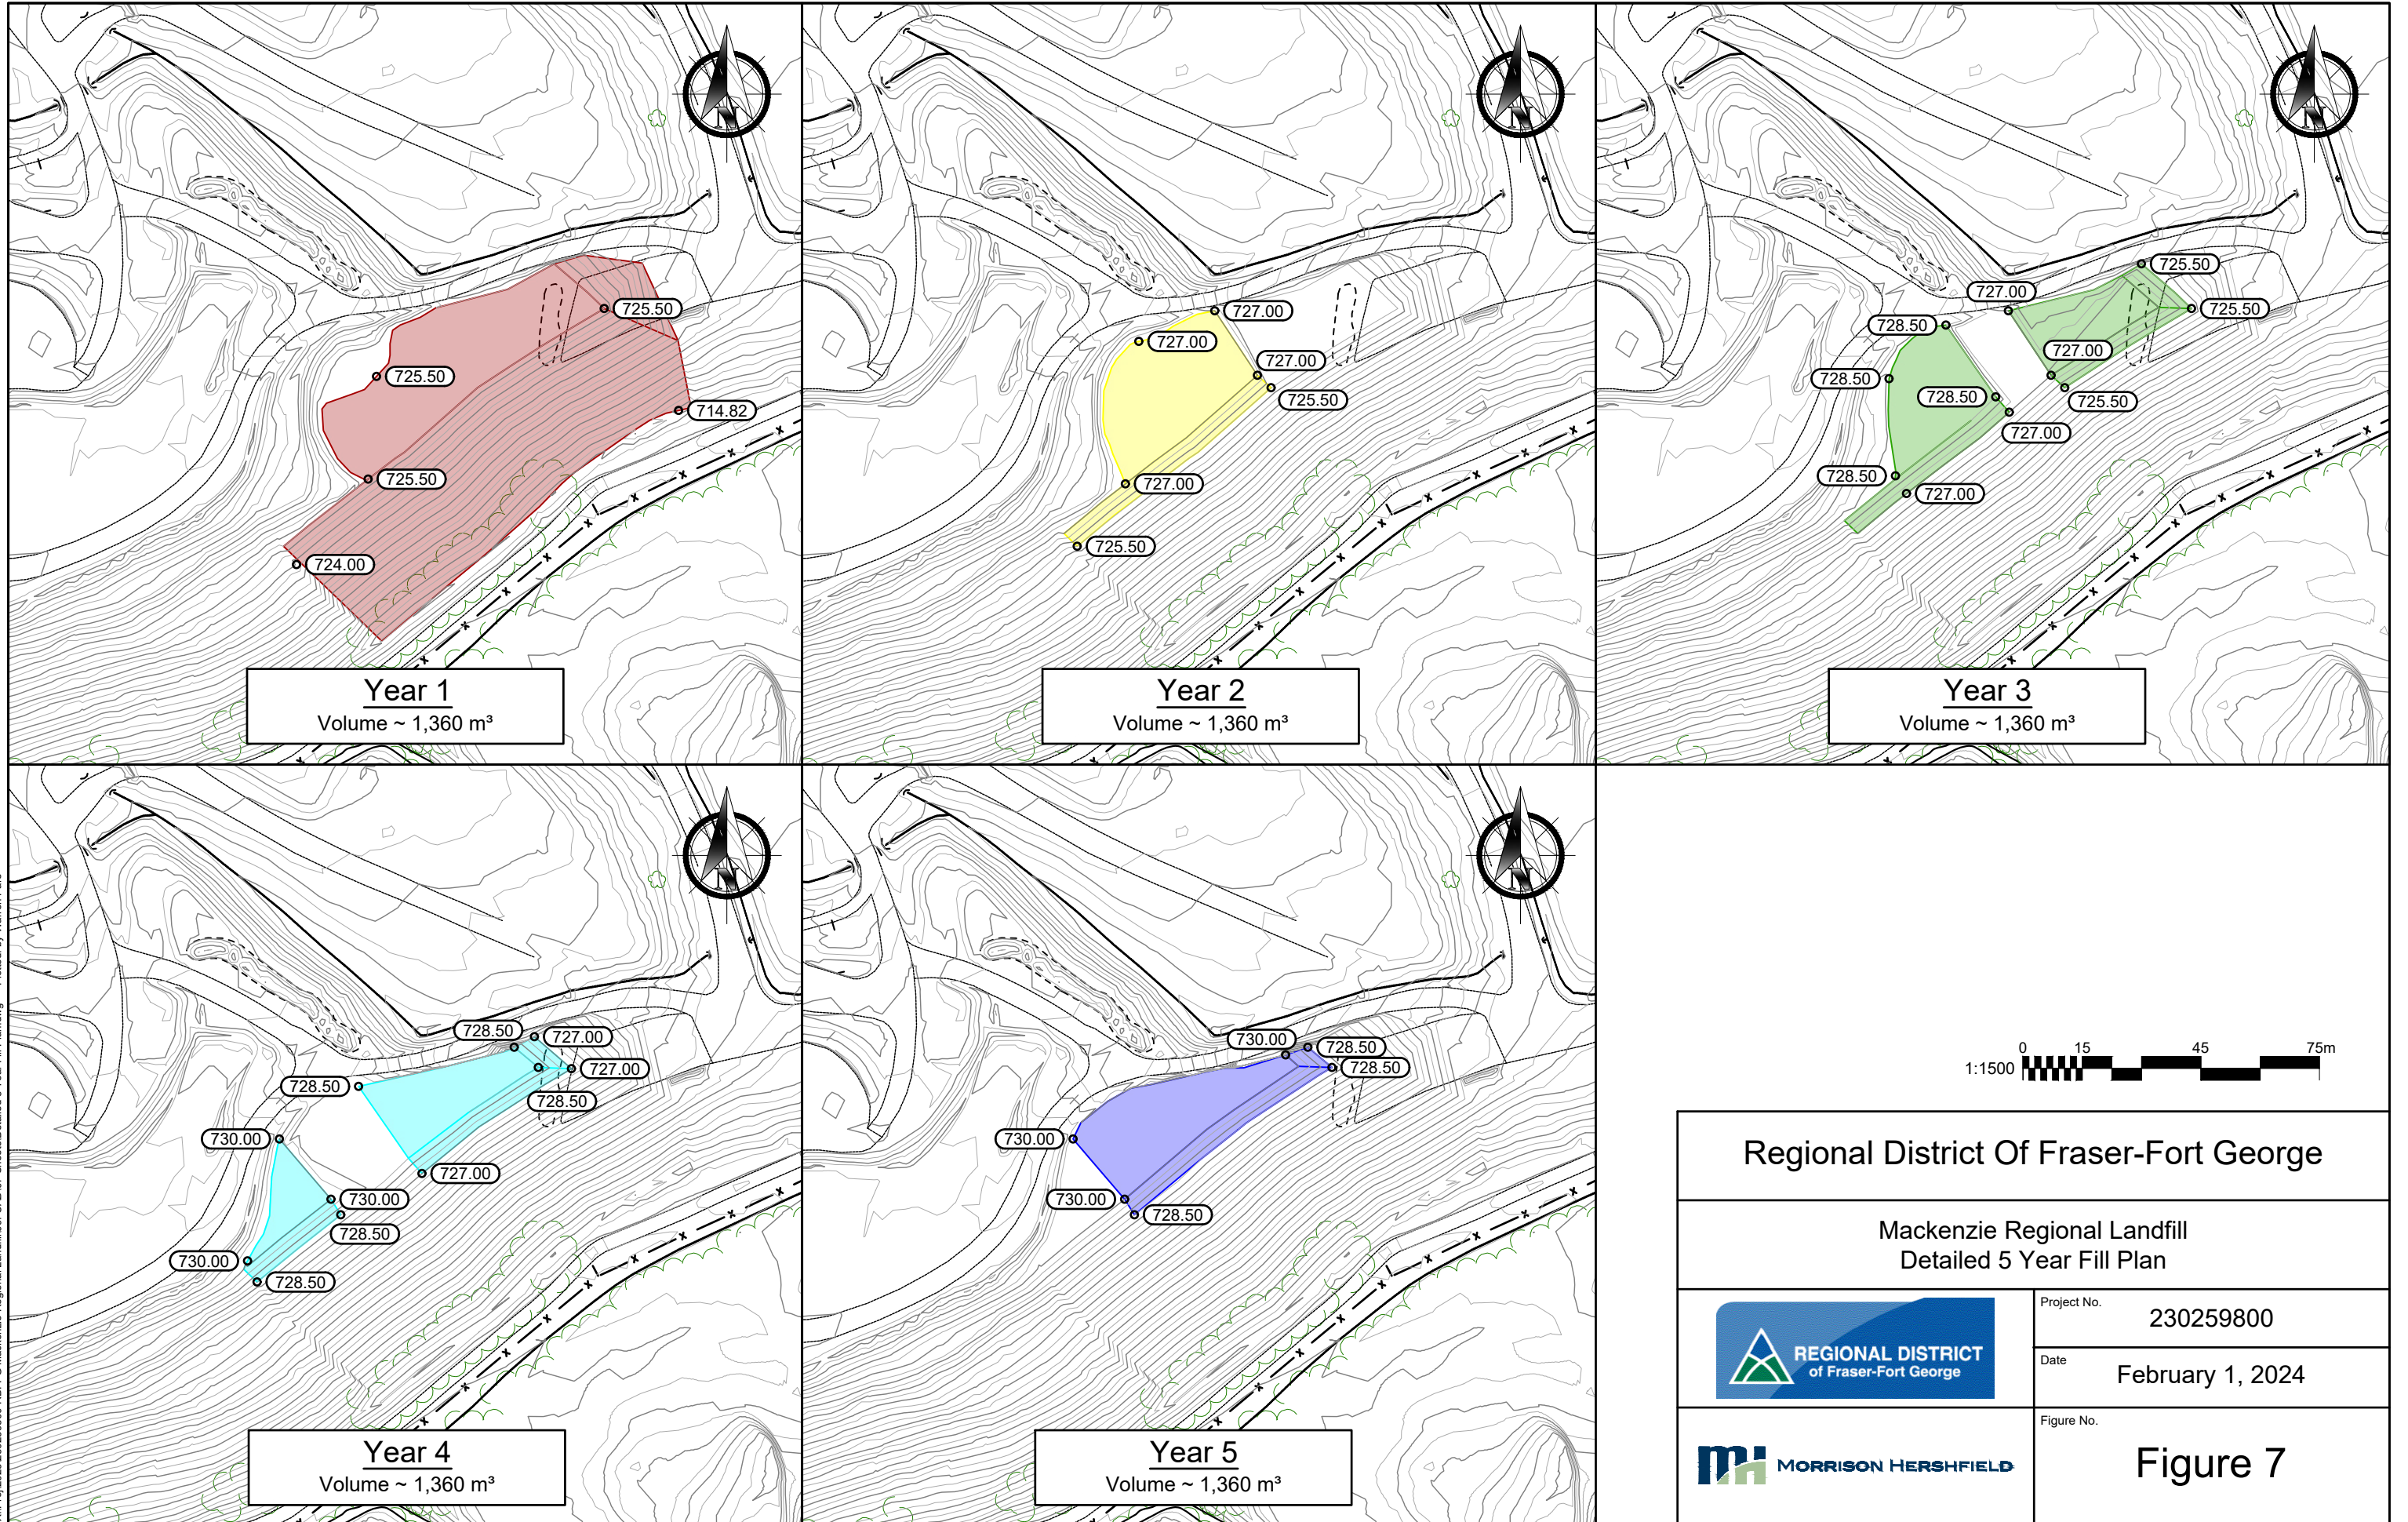 N
725.50
725.50
714.82
725.50
724.00
Year 1
Volume ~ 1,360 m³
N
727.00
727.00
727.00
725.50
727.00
725.50
Year 2
Volume ~ 1,360 m³
N
725.50
727.00
725.50
728.50
727.00
728.50
728.50
725.50
727.00
728.50
727.00
Year 3
Volume ~ 1,360 m³
N
728.50
727.00
727.00
728.50
728.50
730.00
727.00
730.00
728.50
730.00
728.50
Year 4
Volume ~ 1,360 m³
N
730.00
728.50
728.50
730.00
730.00
728.50
Year 5
Volume ~ 1,360 m³
0 15 45 75m
1:1500
Regional District Of Fraser-Fort George
Mackenzie Regional Landfill
Detailed 5 Year Fill Plan
REGIONAL DISTRICT
of Fraser-Fort George
Project No.
230259800
Date
February 1, 2024
MORRISON HERSHFIELD
Figure No.
Figure 7